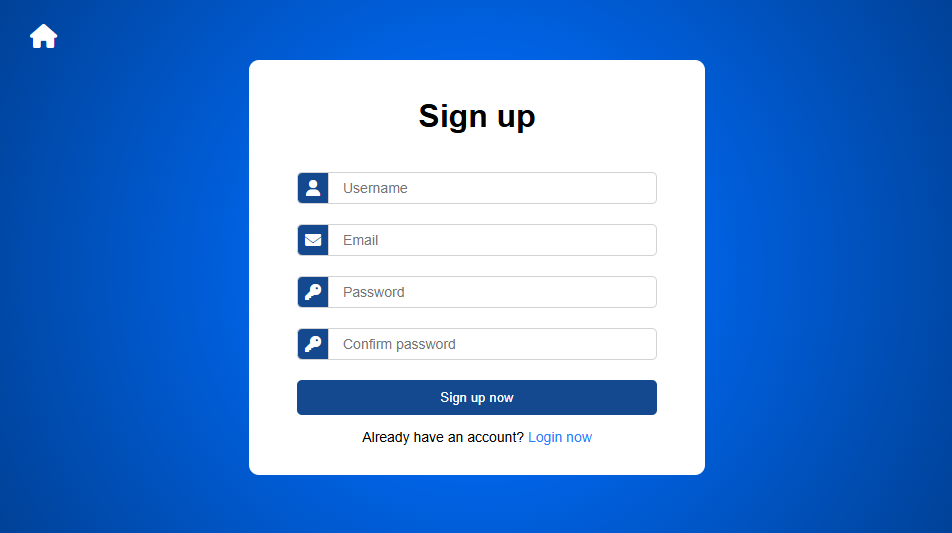 Sign up
Username
Email
Password
Confirm password
Sign up now
Already have an account? Login now